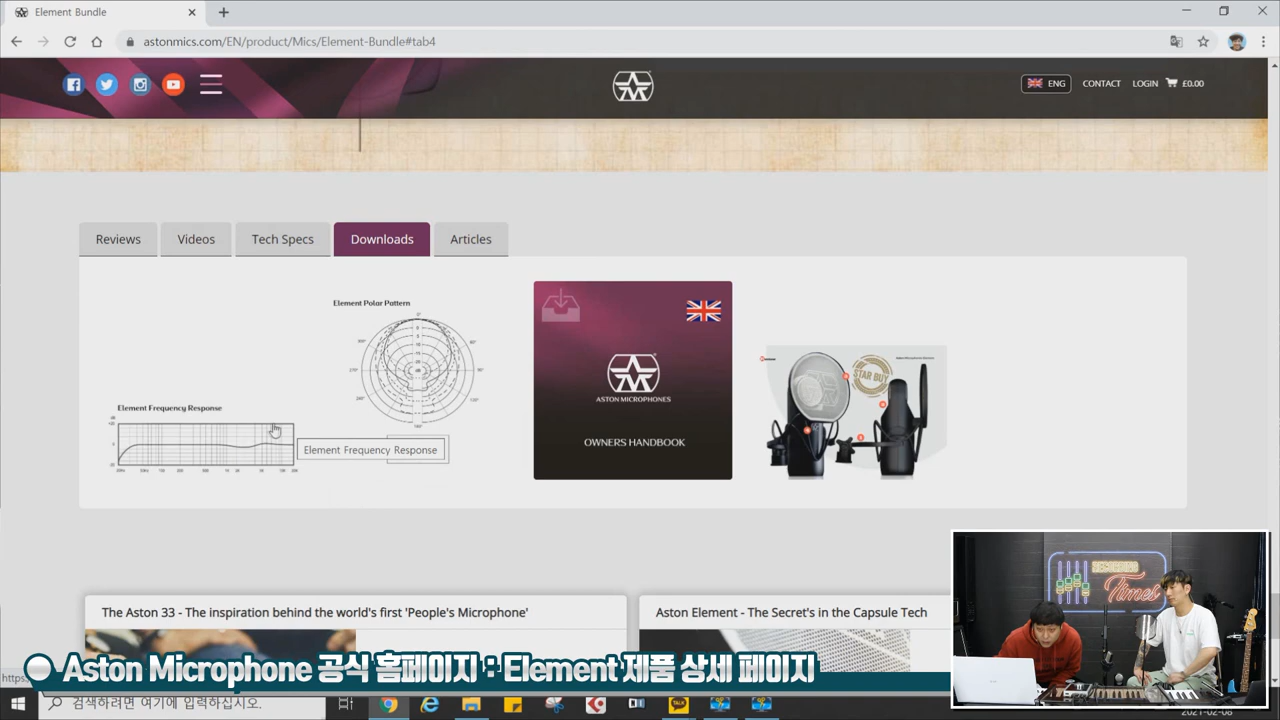 Element Bundle
astonmics.com/EN/product/Mics/Element-Bundle#tab4
ENG
CONTACT
LOGIN
£0.00
Reviews
Videos
Tech Specs
Downloads
Articles
Element Polar Pattern
Element Frequency Response
Element Frequency Response
ASTON MICROPHONES
OWNERS HANDBOOK
STAR BUY
The Aston 33 - The inspiration behind the world's first 'People's Microphone'
Aston Element - The Secret's in the Capsule Tech
Times
Aston Microphone 공식 홈페이지 : Element 제품 상세 페이지
https:
검색하려면 여기에 입력하십시오.
TALK
2021-02-08